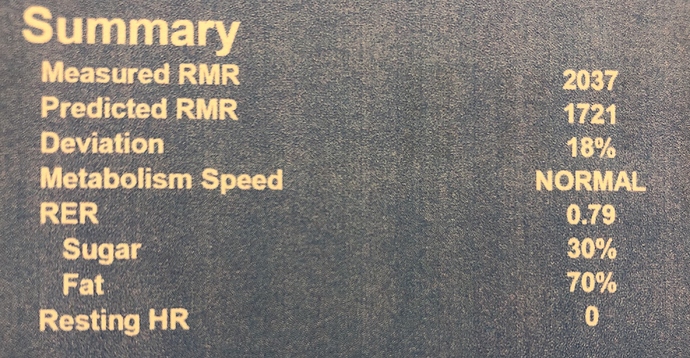 Summary
Measured RMR 2037
Predicted RMR 1721
Deviation 18%
Metabolism Speed NORMAL
RER 0.79
Sugar 30%
Fat 70%
Resting HR 0